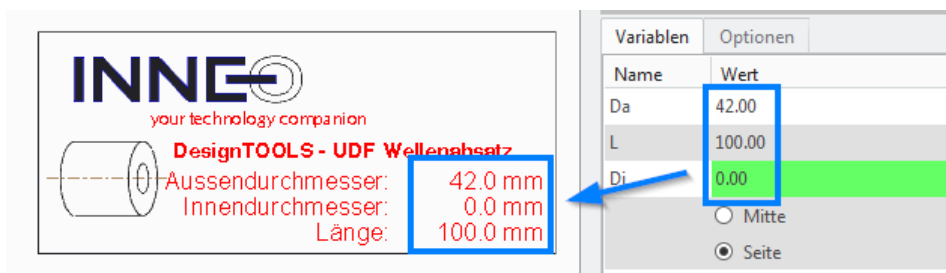 INNEO
your technology companion
DesignTOOLS - UDF Wellenabsatz
Aussendurchmesser: 42.0 mm
Innendurchmesser: 0.0 mm
Länge: 100.0 mm
Variablen Optionen
Name Wert
Da 42.00
L 100.00
Di 0.00
Mitte
Seite